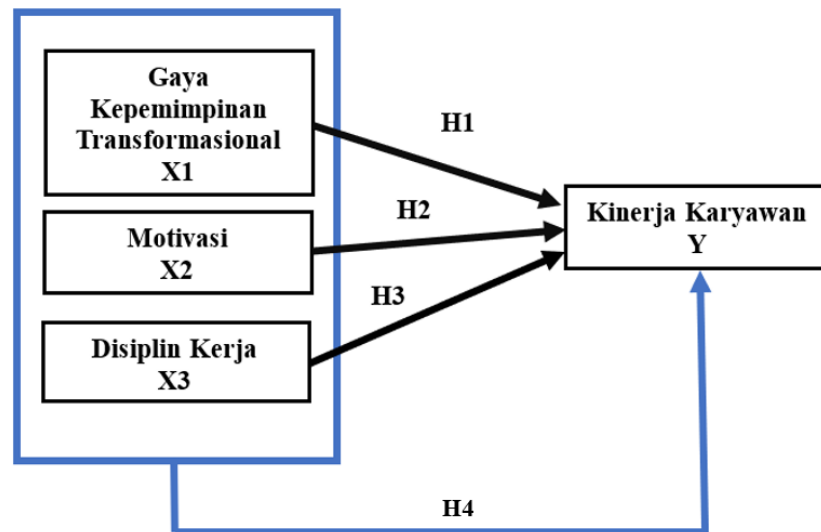 Gaya
Kepemimpinan
Transformasional
X1
Motivasi
X2
Disiplin Kerja
X3
H1
H2
H3
Kinerja Karyawan
Y
H4